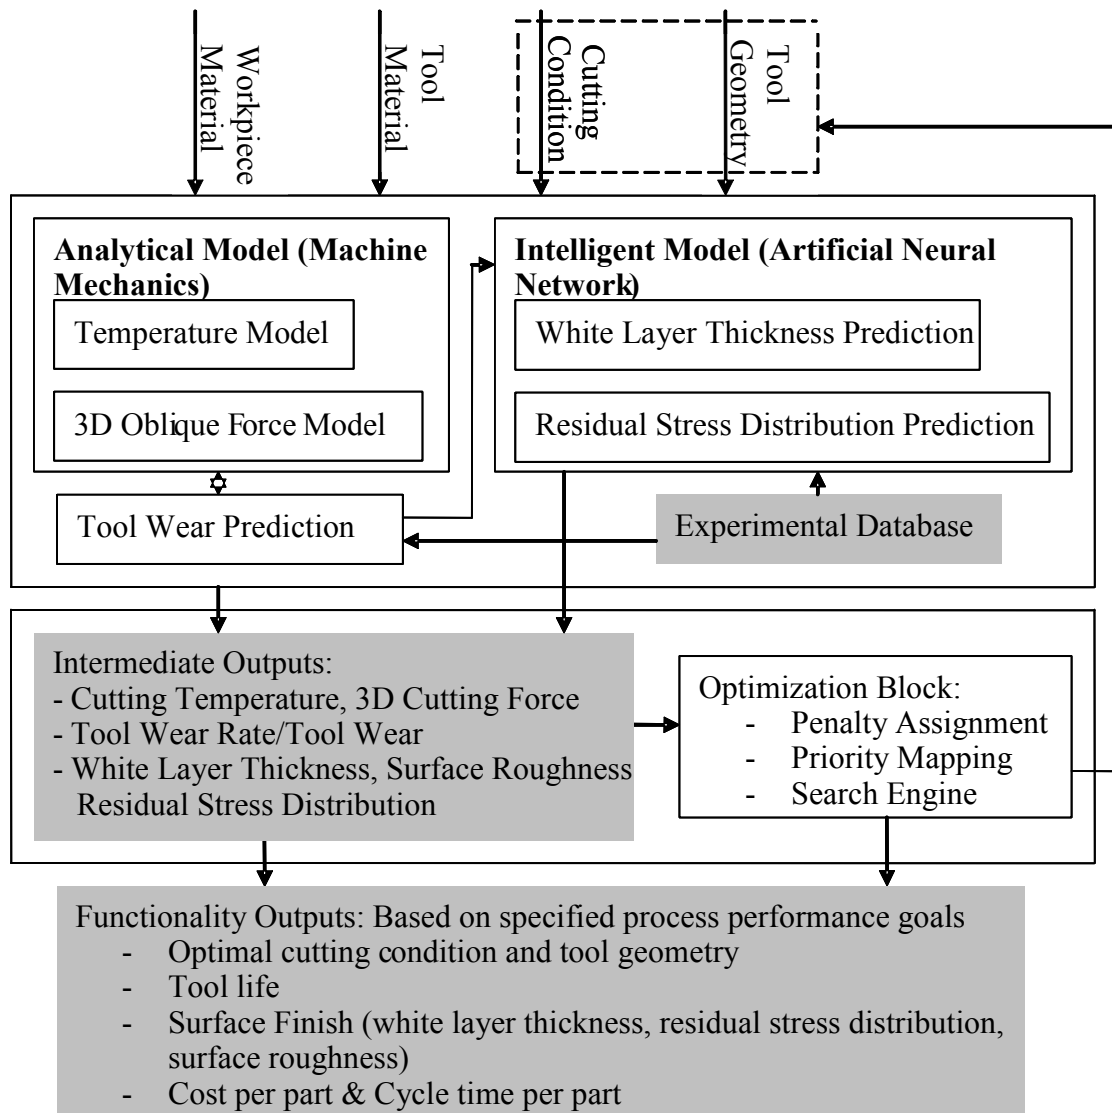 Workpiece
Material
Tool
Material
Cutting
Condition
Tool
Geometry
Analytical Model (Machine
Mechanics)
Temperature Model
3D Oblique Force Model
Tool Wear Prediction
Intelligent Model (Artificial Neural
Network)
White Layer Thickness Prediction
Residual Stress Distribution Prediction
Experimental Database
Intermediate Outputs:
- Cutting Temperature, 3D Cutting Force
- Tool Wear Rate/Tool Wear
- White Layer Thickness, Surface Roughness
Residual Stress Distribution
Optimization Block:
- Penalty Assignment
- Priority Mapping
- Search Engine
Functionality Outputs: Based on specified process performance goals
- Optimal cutting condition and tool geometry
- Tool life
- Surface Finish (white layer thickness, residual stress distribution,
surface roughness)
- Cost per part & Cycle time per part